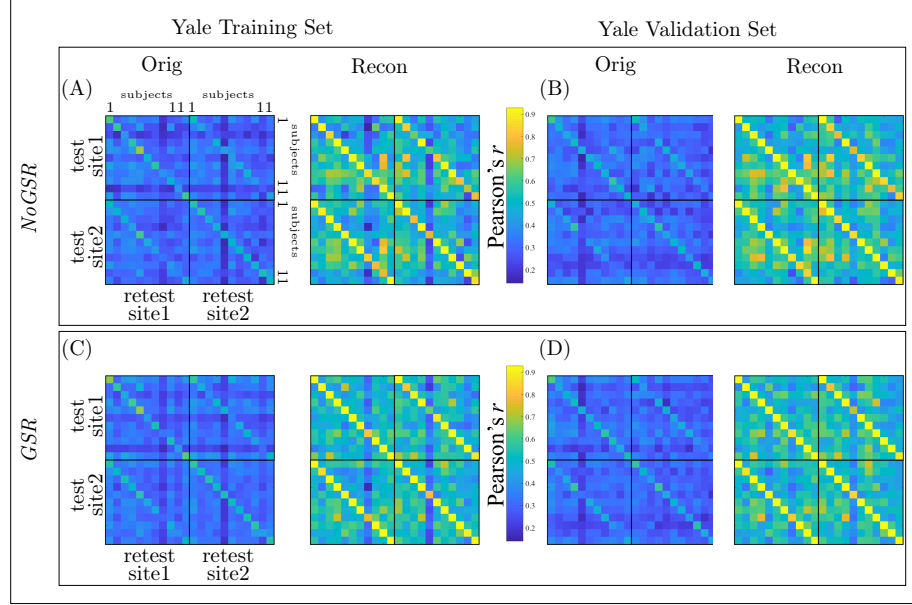 Yale Training Set
Yale Validation Set
Orig
Recon
Orig
Recon
(A)
(B)
subjects
subjects
1
11
1
11
1
subjects
11
1
subjects
11
NoGSR
test
site1
test
site2
retest
site1
retest
site2
Pearson's r
0.9
0.8
0.7
0.6
0.5
0.4
0.3
0.2
(C)
(D)
GSR
test
site1
test
site2
retest
site1
retest
site2
Pearson's r
0.9
0.8
0.7
0.6
0.5
0.4
0.3
0.2